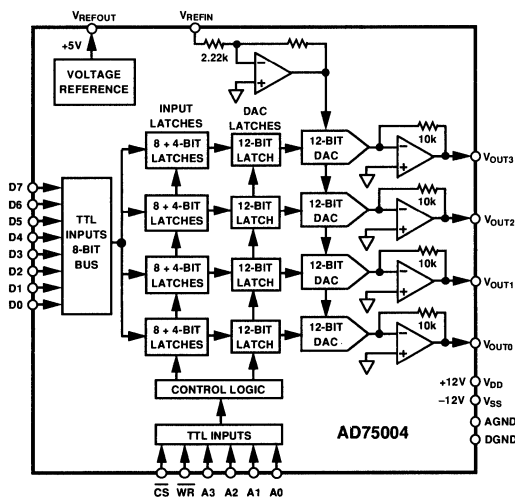 VREFOUT
VREFIN
+5V
2.22k
VOLTAGE
REFERENCE
INPUT
LATCHES
DAC
LATCHES
8 + 4-BIT
LATCHES
12-BIT
LATCH
12-BIT
DAC
10k
VOUT3
8 + 4-BIT
LATCHES
12-BIT
LATCH
12-BIT
DAC
10k
VOUT2
8 + 4-BIT
LATCHES
12-BIT
LATCH
12-BIT
DAC
10k
VOUT1
8 + 4-BIT
LATCHES
12-BIT
LATCH
12-BIT
DAC
10k
VOUT0
D7
D6
D5
D4
D3
D2
D1
D0
TTL
INPUTS
8-BIT
BUS
CONTROL LOGIC
TTL INPUTS
AD75004
+12V VDD
−12V VSS
AGND
DGND
C̅S̅ W̅R̅ A3 A2 A1 A0